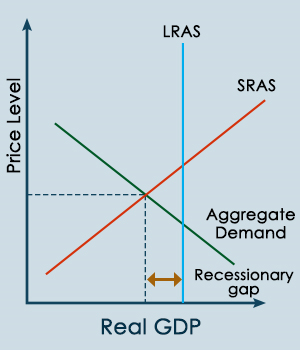 LRAS
SRAS
Price Level
Aggregate
Demand
Recessionary
gap
Real GDP